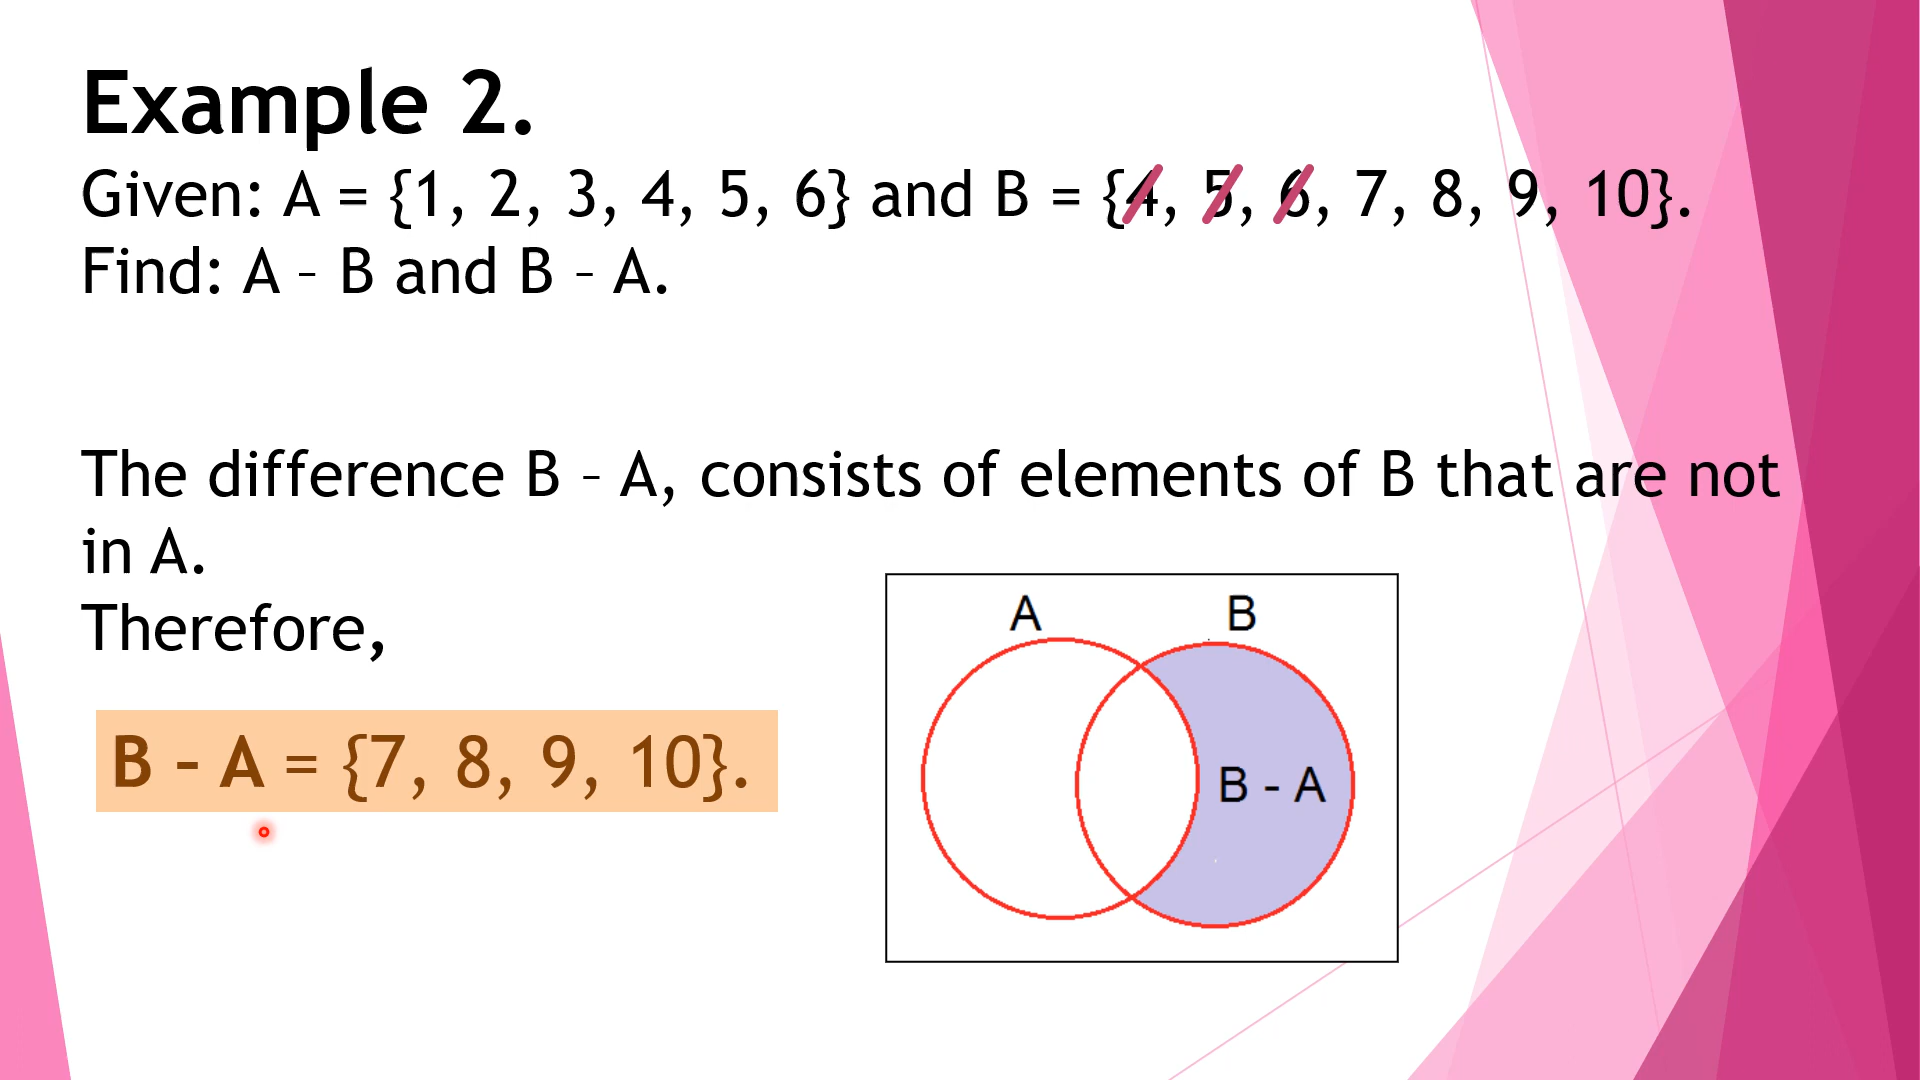 Example 2.
Given: A = {1, 2, 3, 4, 5, 6} and B = {4, 5, 6, 7, 8, 9, 10}.
Find: A – B and B – A.
The difference B – A, consists of elements of B that are not
in A.
Therefore,
B – A = {7, 8, 9, 10}.
A B
B - A